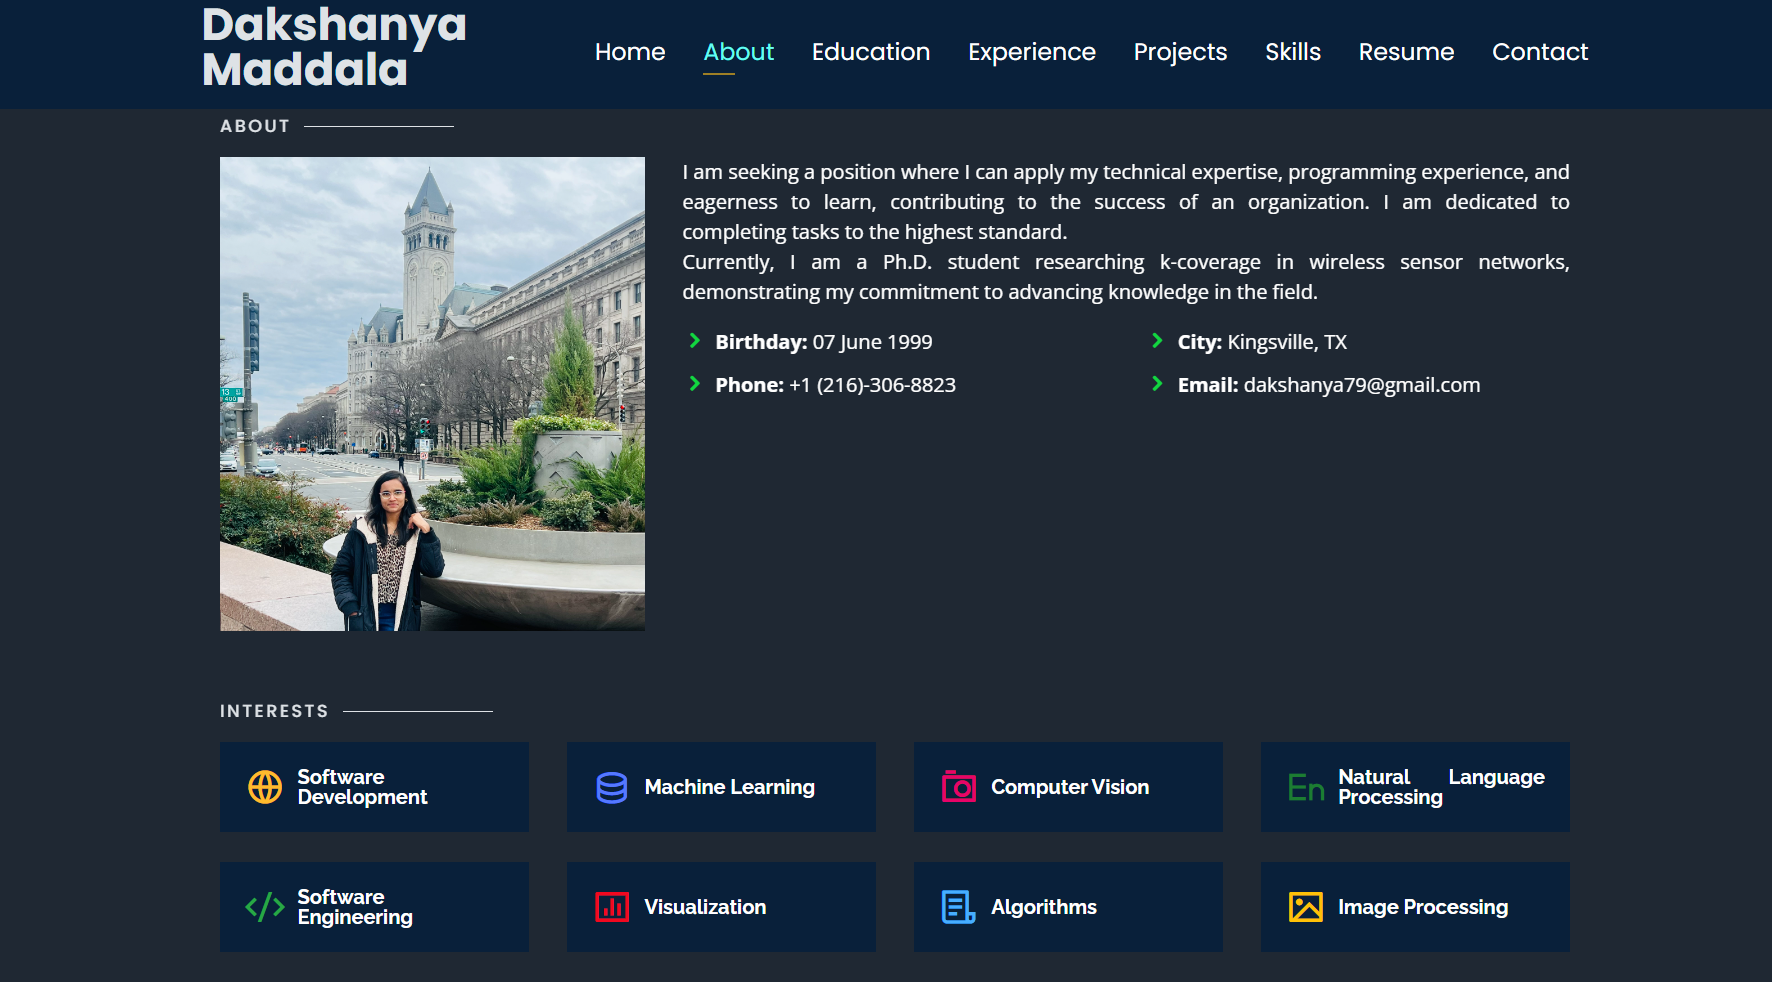 Dakshanya
Maddala
Home About Education Experience Projects Skills Resume Contact
ABOUT
I am seeking a position where I can apply my technical expertise, programming experience, and
eagerness to learn, contributing to the success of an organization. I am dedicated to
completing tasks to the highest standard.
Currently, I am a Ph.D. student researching k-coverage in wireless sensor networks,
demonstrating my commitment to advancing knowledge in the field.
Birthday: 07 June 1999
City: Kingsville, TX
Phone: +1 (216)-306-8823
Email: dakshanya79@gmail.com
13
400
INTERESTS
Software
Development
Machine Learning
Computer Vision
En
Natural Language
Processing
Software
Engineering
Visualization
Algorithms
Image Processing